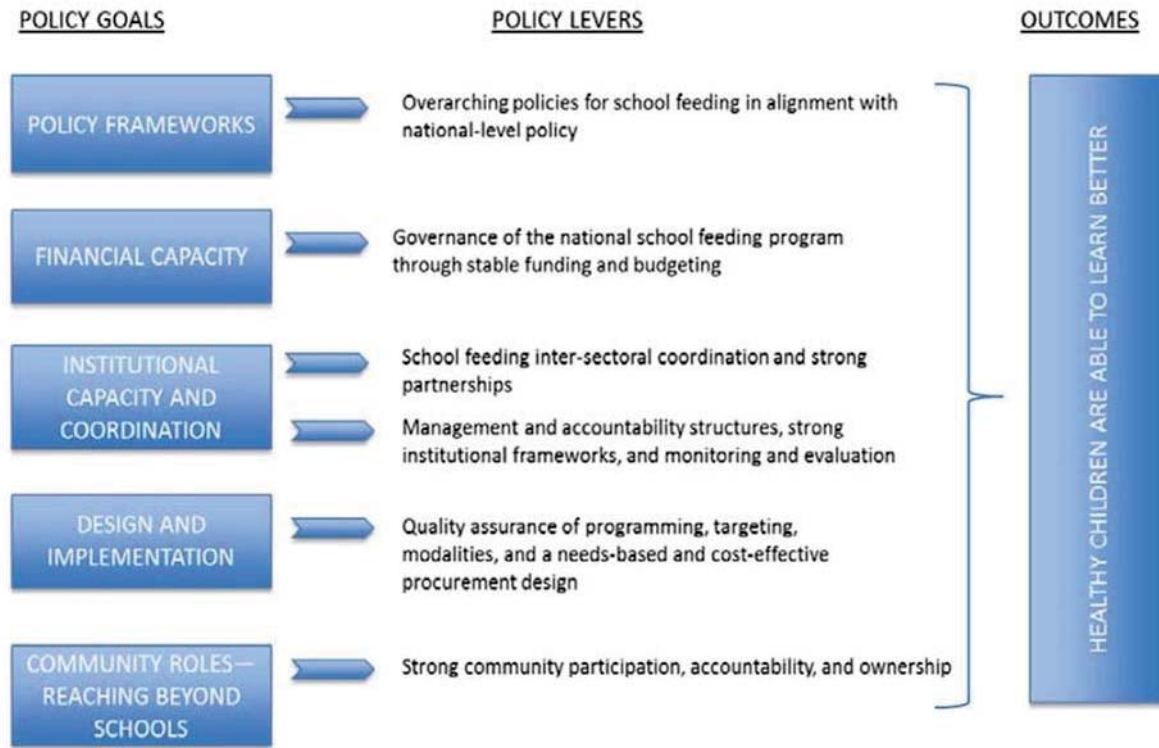 POLICY GOALS
POLICY LEVERS
OUTCOMES
POLICY FRAMEWORKS
Overarching policies for school feeding in alignment with
national-level policy
FINANCIAL CAPACITY
Governance of the national school feeding program
through stable funding and budgeting
INSTITUTIONAL
CAPACITY AND
COORDINATION
School feeding inter-sectoral coordination and strong
partnerships
Management and accountability structures, strong
institutional frameworks, and monitoring and evaluation
DESIGN AND
IMPLEMENTATION
Quality assurance of programming, targeting,
modalities, and a needs-based and cost-effective
procurement design
COMMUNITY ROLES—
REACHING BEYOND
SCHOOLS
Strong community participation, accountability, and ownership
HEALTHY CHILDREN ARE ABLE TO LEARN BETTER